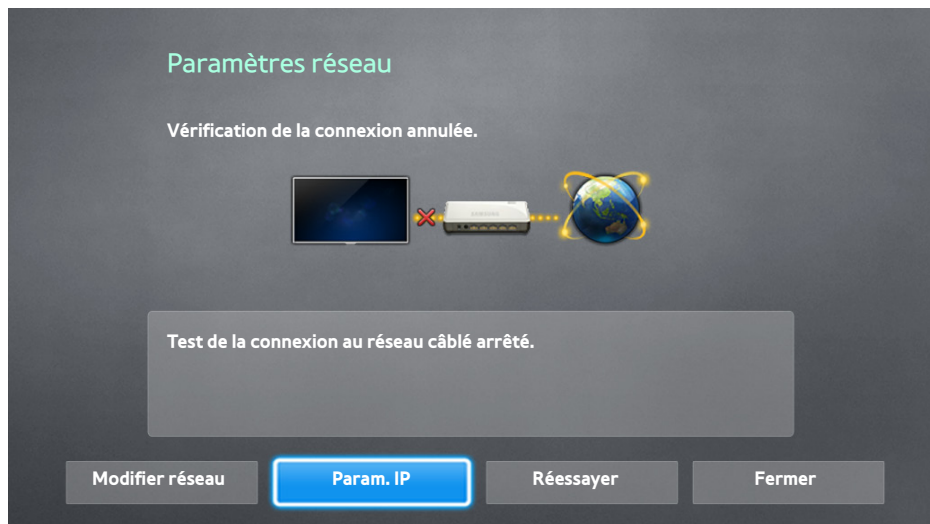 Paramètres réseau
Vérification de la connexion annulée.
SAMSUNG
Test de la connexion au réseau câblé arrêté.
Modifier réseau
Param. IP
Réessayer
Fermer